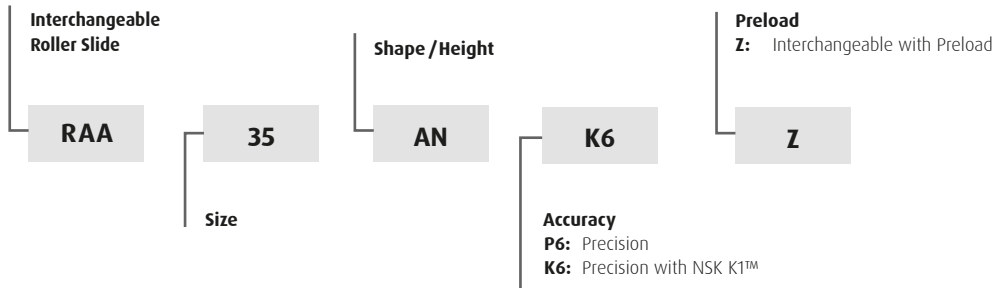 Interchangeable
Roller Slide
Shape / Height
Preload
Z: Interchangeable with Preload
RAA
35
AN
K6
Z
Size
Accuracy
P6: Precision
K6: Precision with NSK K1™